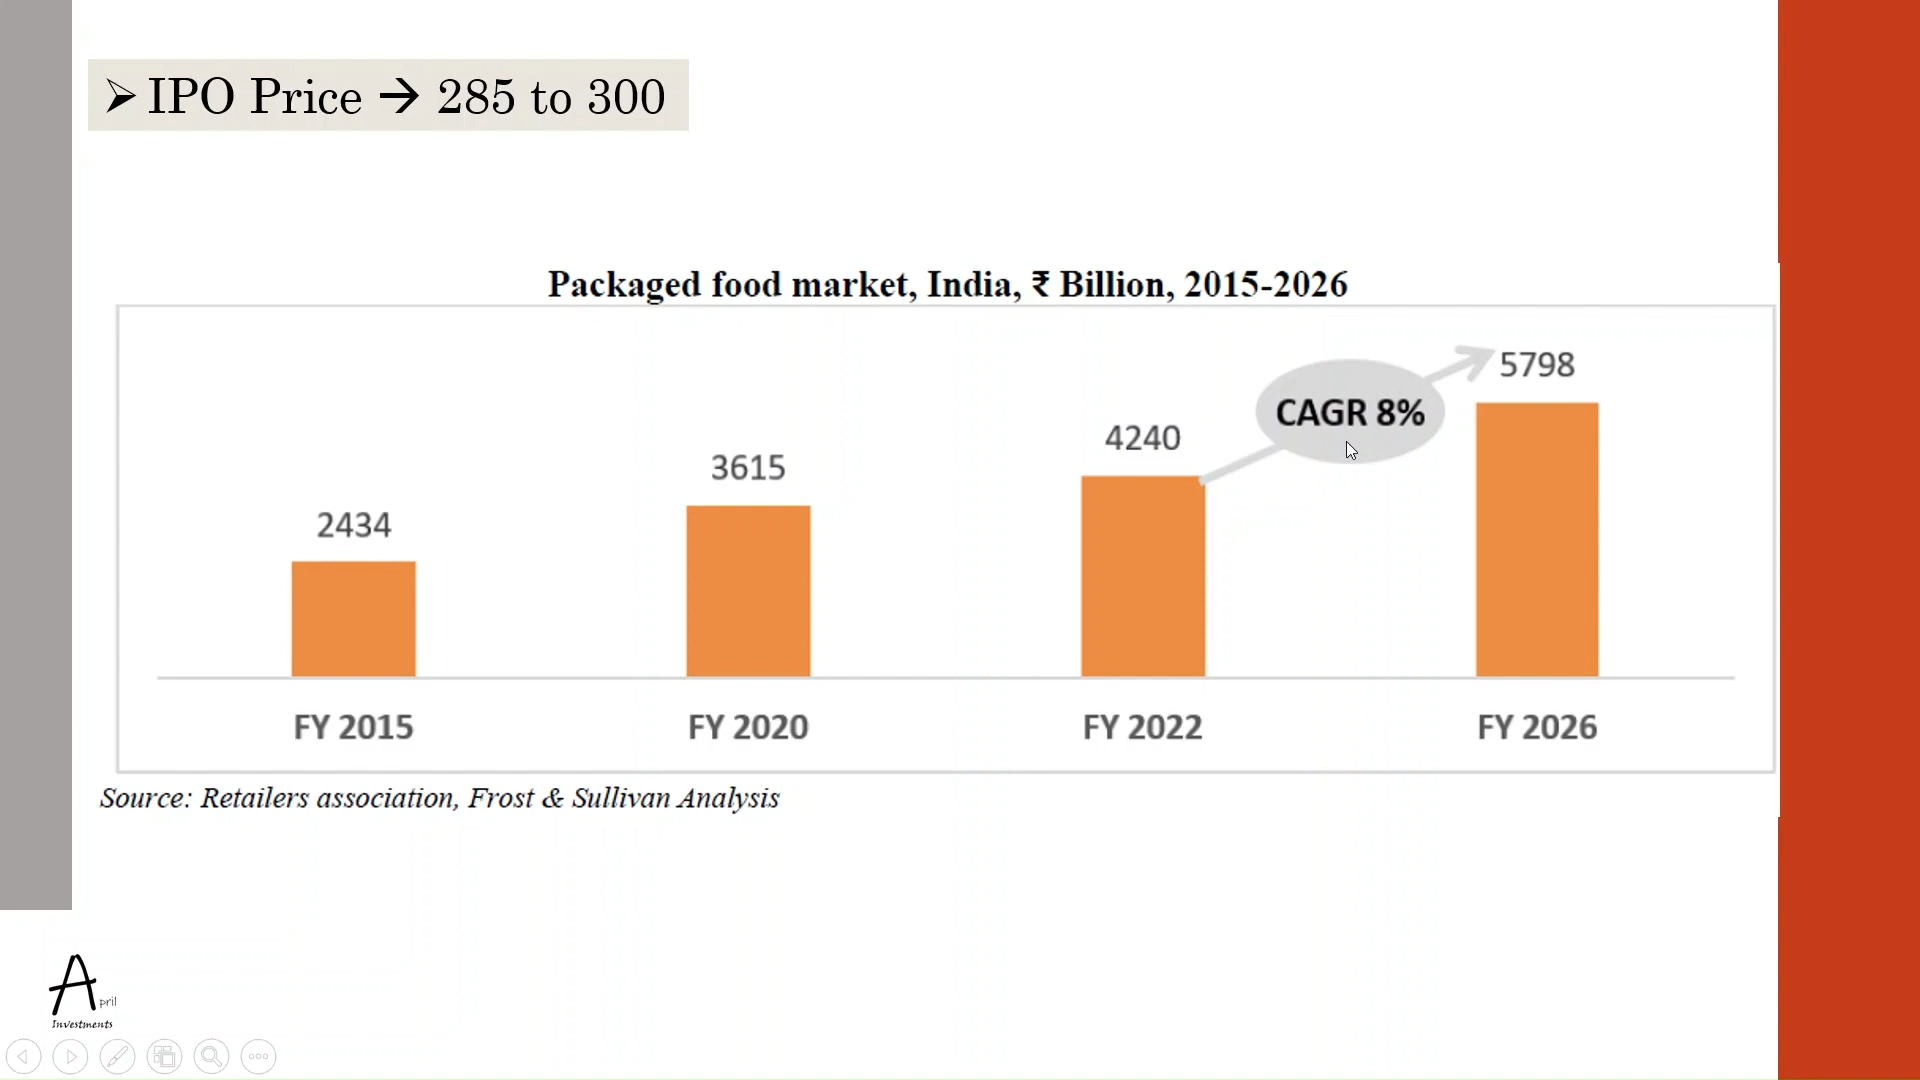 ➢ IPO Price → 285 to 300
Packaged food market, India, ₹ Billion, 2015-2026
2434
3615
4240
CAGR 8%
5798
FY 2015
FY 2020
FY 2022
FY 2026
Source: Retailers association, Frost & Sullivan Analysis
April
Investments